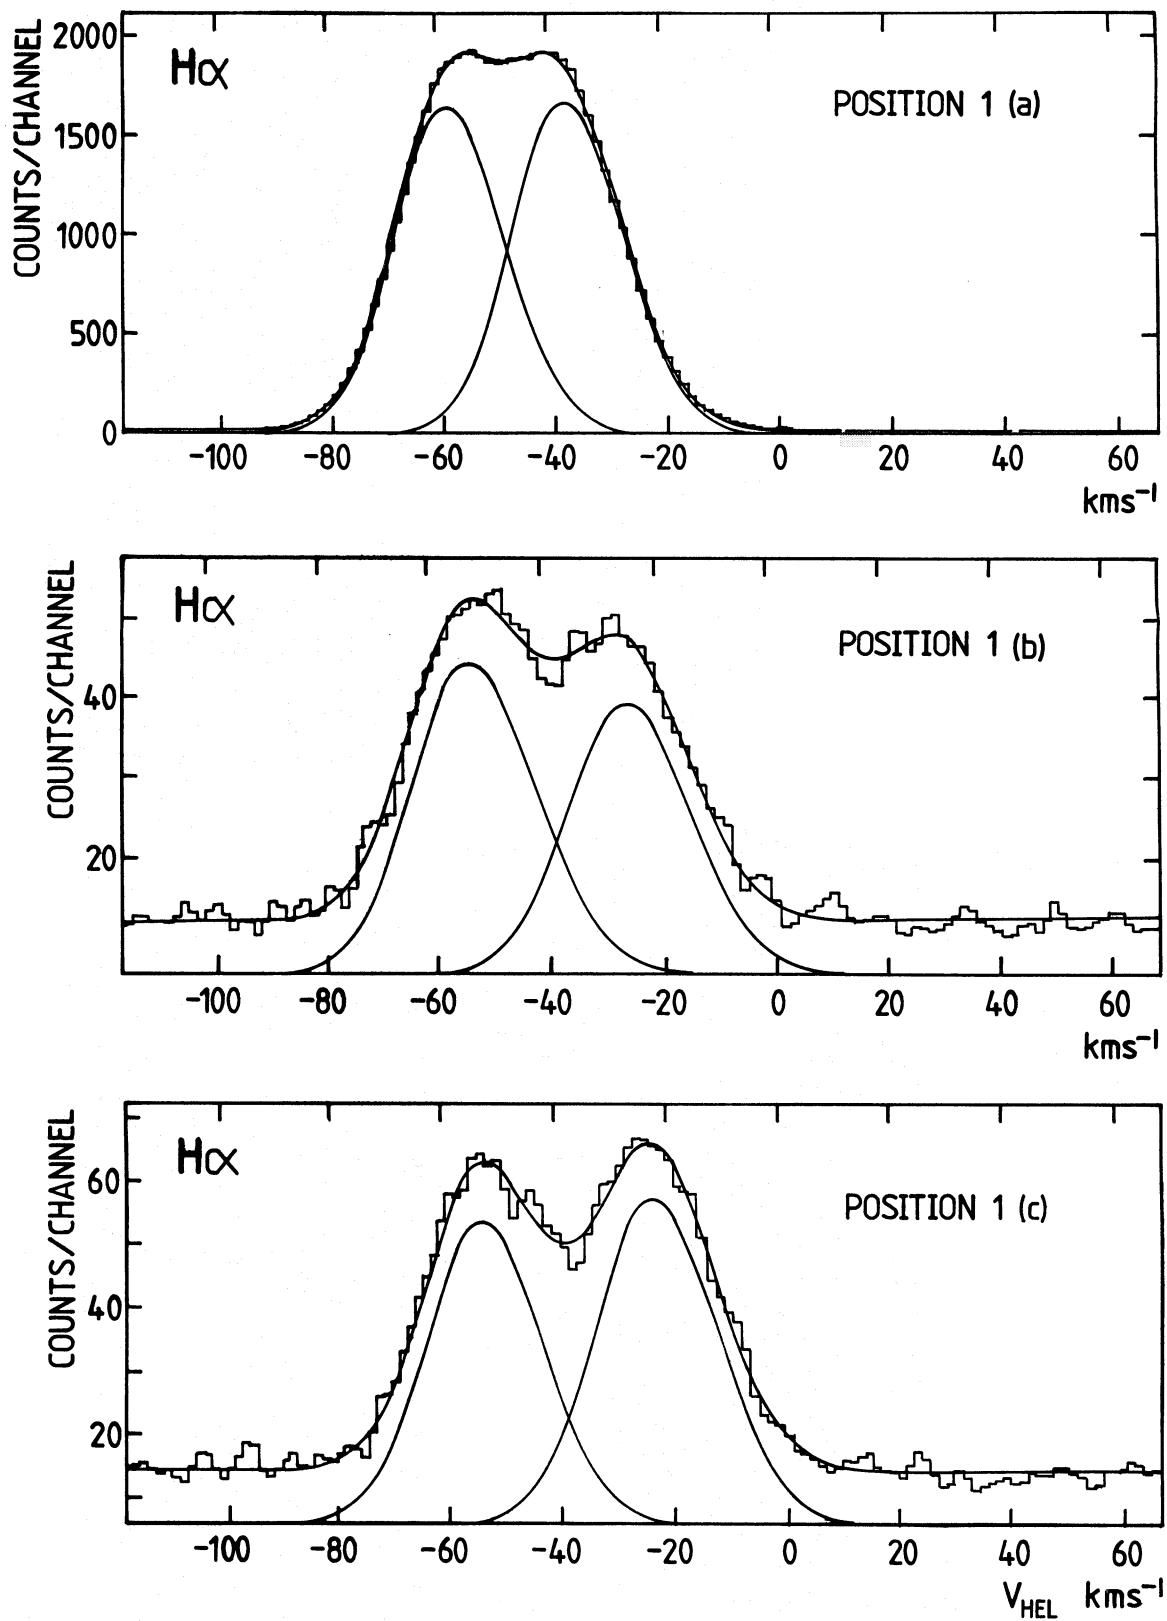 COUNTS/CHANNEL
Hα
POSITION 1 (a)
2000
1500
1000
500
0
-100 -80 -60 -40 -20 0 20 40 60
kms⁻¹
COUNTS/CHANNEL
Hα
POSITION 1 (b)
40
20
-100 -80 -60 -40 -20 0 20 40 60
kms⁻¹
COUNTS/CHANNEL
Hα
POSITION 1 (c)
60
40
20
-100 -80 -60 -40 -20 0 20 40 60
V_HEL kms⁻¹